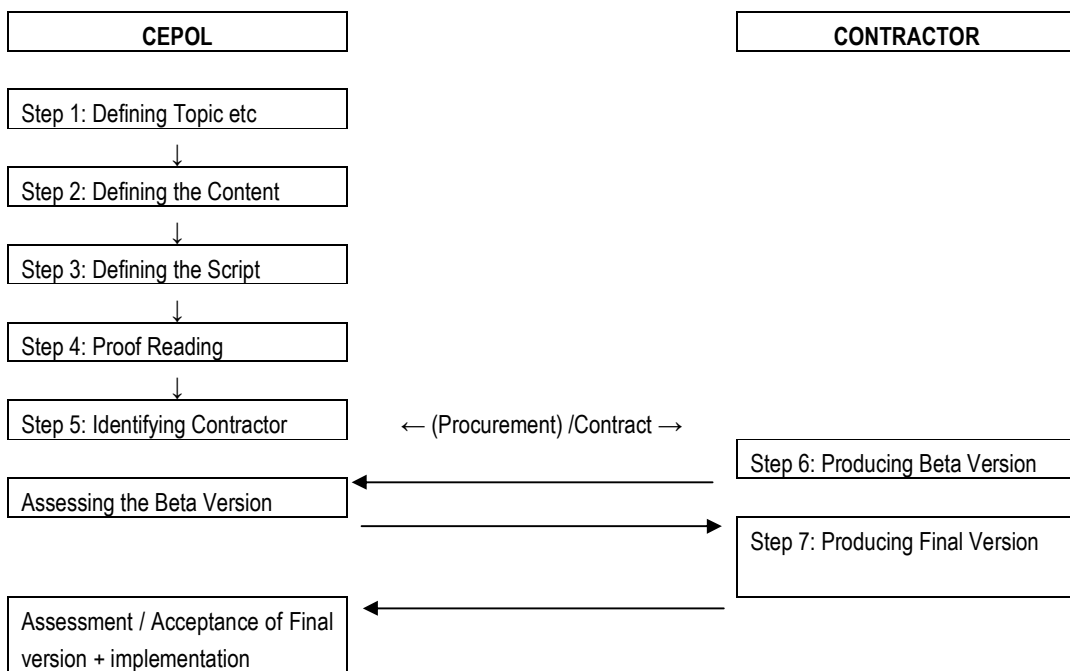 CEPOL
CONTRACTOR
Step 1: Defining Topic etc
↓
Step 2: Defining the Content
↓
Step 3: Defining the Script
↓
Step 4: Proof Reading
↓
Step 5: Identifying Contractor
← (Procurement) /Contract →
Step 6: Producing Beta Version
Assessing the Beta Version
Step 7: Producing Final Version
Assessment / Acceptance of Final
version + implementation